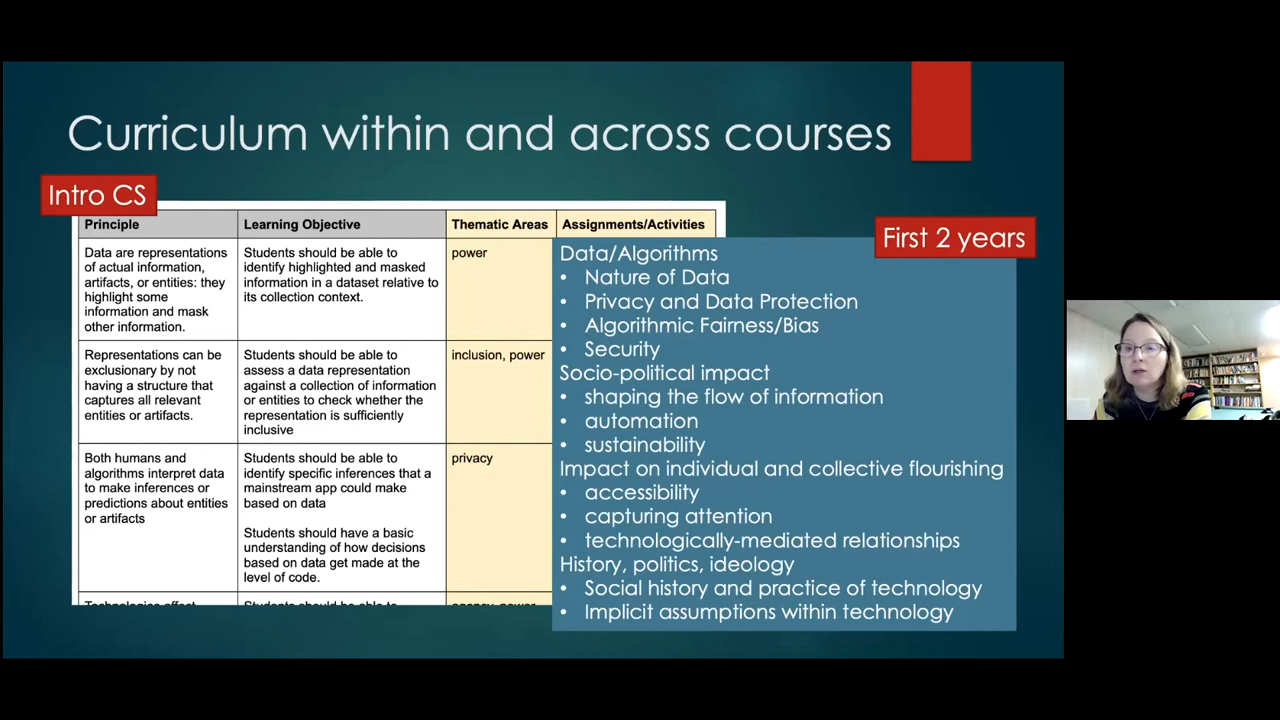 Curriculum within and across courses
Intro CS
Principle
Learning Objective
Thematic Areas
Assignments/Activities
Data are representations
of actual information,
artifacts, or entities: they
highlight some
information and mask
other information.
Students should be able to
identify highlighted and masked
information in a dataset relative to
its collection context.
power
Representations can be
exclusionary by not
having a structure that
captures all relevant
entities or artifacts.
Students should be able to
assess a data representation
against a collection of information
or entities to check whether the
representation is sufficiently
inclusive
inclusion, power
Both humans and
algorithms interpret data
to make inferences or
predictions about entities
or artifacts
Students should be able to
identify specific inferences that a
mainstream app could make
based on data
Students should have a basic
understanding of how decisions
based on data get made at the
level of code.
privacy
Technologies affect
Students should be able to
agency, power
First 2 years
Data/Algorithms
• Nature of Data
• Privacy and Data Protection
• Algorithmic Fairness/Bias
• Security
Socio-political impact
• shaping the flow of information
• automation
• sustainability
Impact on individual and collective flourishing
• accessibility
• capturing attention
• technologically-mediated relationships
History, politics, ideology
• Social history and practice of technology
• Implicit assumptions within technology